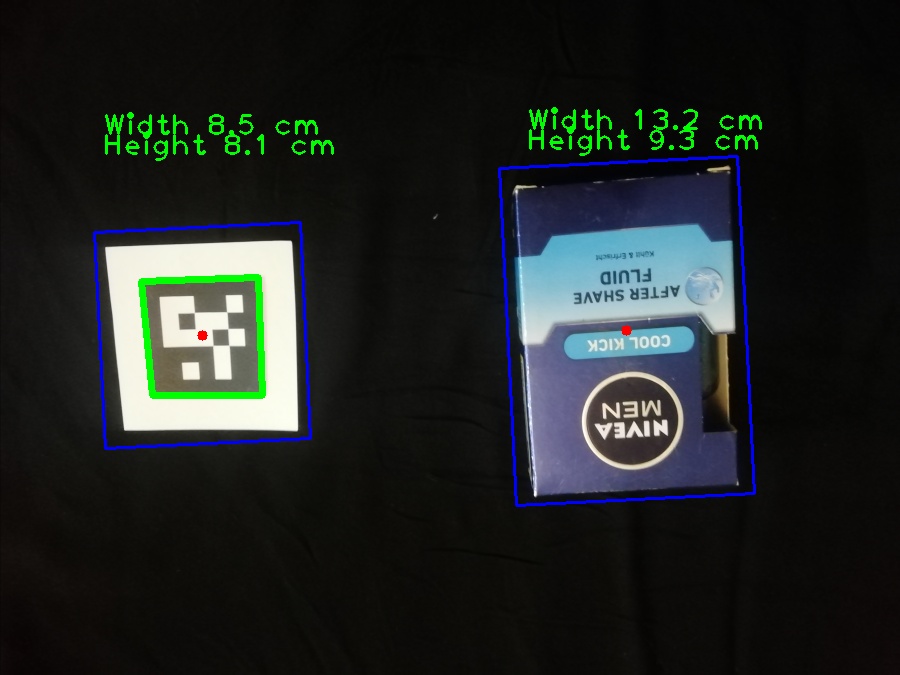 Width 8.5 cm
Height 8.1 cm
Width 13.2 cm
Height 9.3 cm
Kühlt & Erfrischt
FLUID
AFTER SHAVE
COOL KICK
MEN
NIVEA